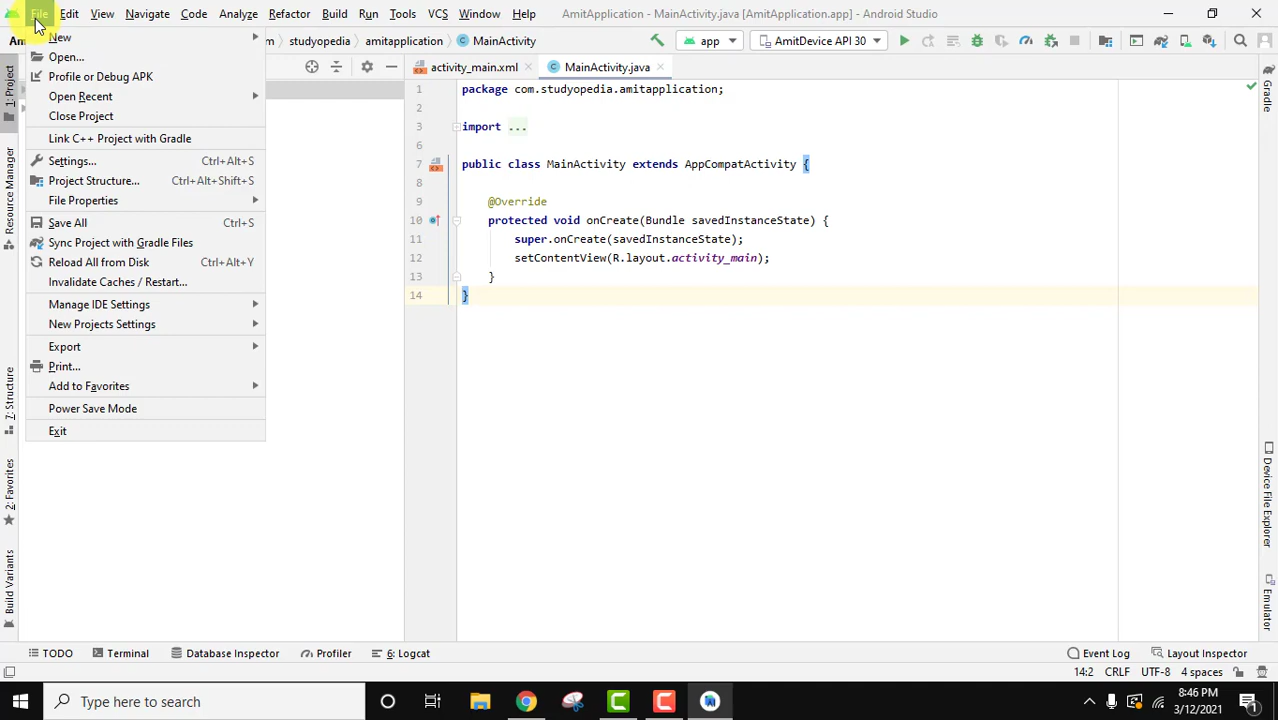 File Edit View Navigate Code Analyze Refactor Build Run Tools VCS Window Help AmitApplication - MainActivity.java [AmitApplication.app] - Android Studio
studyopedia amitapplication MainActivity app AmitDevice API 30
New
Open...
Profile or Debug APK
Open Recent
Close Project
Link C++ Project with Gradle
Settings... Ctrl+Alt+S
Project Structure... Ctrl+Alt+Shift+S
File Properties
Save All Ctrl+S
Sync Project with Gradle Files
Reload All from Disk Ctrl+Alt+Y
Invalidate Caches / Restart...
Manage IDE Settings
New Projects Settings
Export
Print...
Add to Favorites
Power Save Mode
Exit
1: Project
Resource Manager
7: Structure
2: Favorites
Build Variants
activity_main.xml MainActivity.java
1 package com.studyopedia.amitapplication;
2
3 import ...
6
7 public class MainActivity extends AppCompatActivity {
8
9 @Override
10 protected void onCreate(Bundle savedInstanceState) {
11 super.onCreate(savedInstanceState);
12 setContentView(R.layout.activity_main);
13 }
14 }
Gradle
Device File Explorer
Emulator
TODO Terminal Database Inspector Profiler 6: Logcat Event Log Layout Inspector
14:2 CRLF UTF-8 4 spaces
Type here to search
8:46 PM
3/12/2021
1